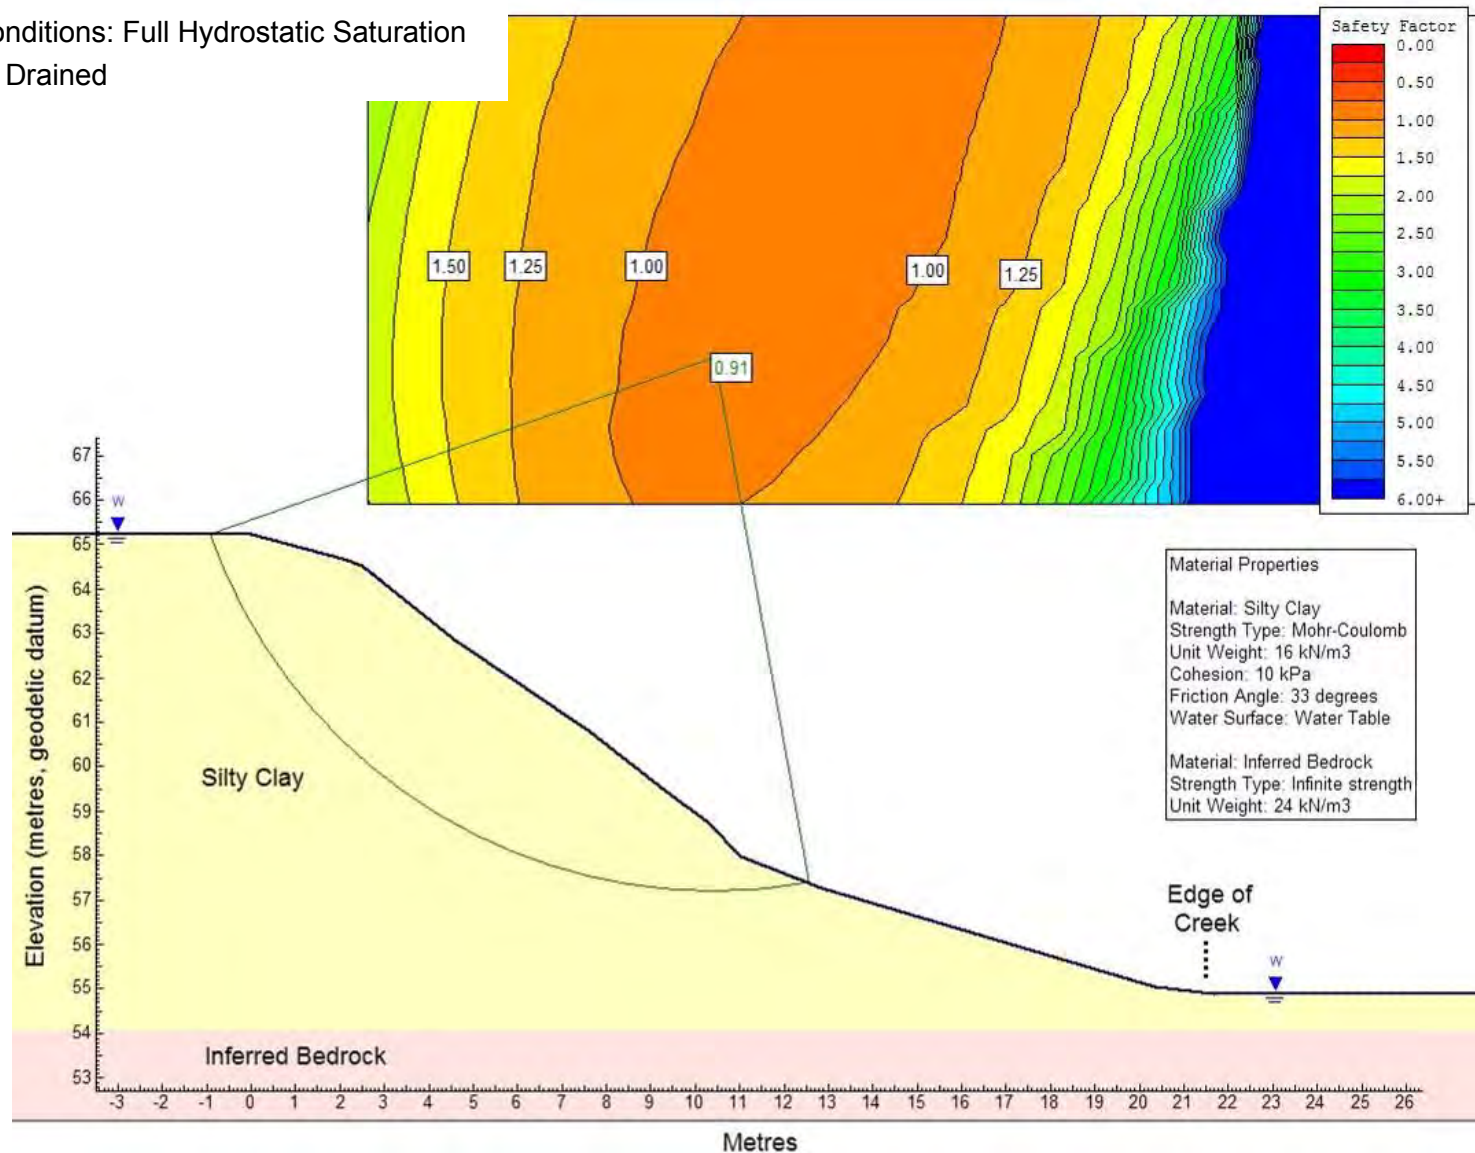 onditions: Full Hydrostatic Saturation
Drained
Safety Factor
0.00
0.50
1.00
1.50
2.00
2.50
3.00
3.50
4.00
4.50
5.00
5.50
6.00+
1.50
1.25
1.00
1.00
1.25
0.91
Elevation (metres, geodetic datum)
67
66
65
64
63
62
61
60
59
58
57
56
55
54
53
W
Silty Clay
Inferred Bedrock
Material Properties
Material: Silty Clay
Strength Type: Mohr-Coulomb
Unit Weight: 16 kN/m3
Cohesion: 10 kPa
Friction Angle: 33 degrees
Water Surface: Water Table
Material: Inferred Bedrock
Strength Type: Infinite strength
Unit Weight: 24 kN/m3
Edge of
Creek
W
-3 -2 -1 0 1 2 3 4 5 6 7 8 9 10 11 12 13 14 15 16 17 18 19 20 21 22 23 24 25 26
Metres